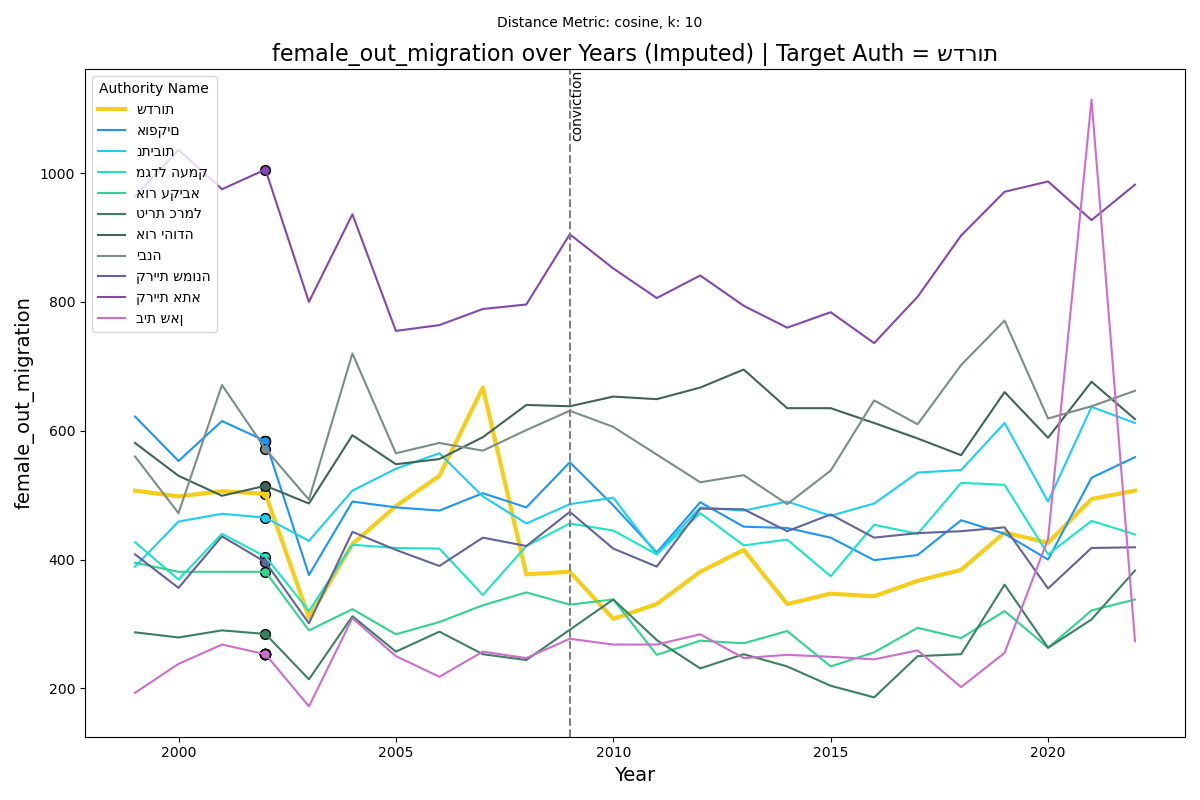 Distance Metric: cosine, k: 10
female_out_migration over Years (Imputed) | Target Auth = שדרות
Authority Name
שדרות
אופקים
נתיבות
מגדל העמק
אור עקיבא
טירת כרמל
אור יהודה
יבנה
קריית שמונה
קריית אתא
בית שאן
conviction
female_out_migration
1000
800
600
400
200
2000
2005
2010
2015
2020
Year